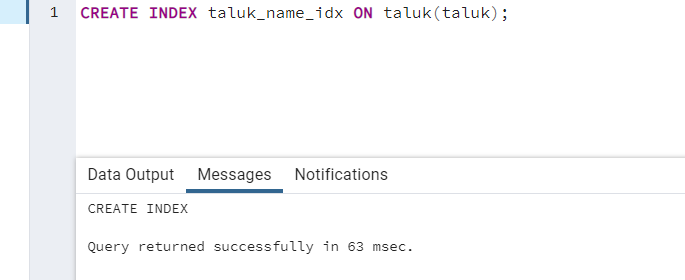 1 CREATE INDEX taluk_name_idx ON taluk(taluk);
Data Output Messages Notifications
CREATE INDEX
Query returned successfully in 63 msec.